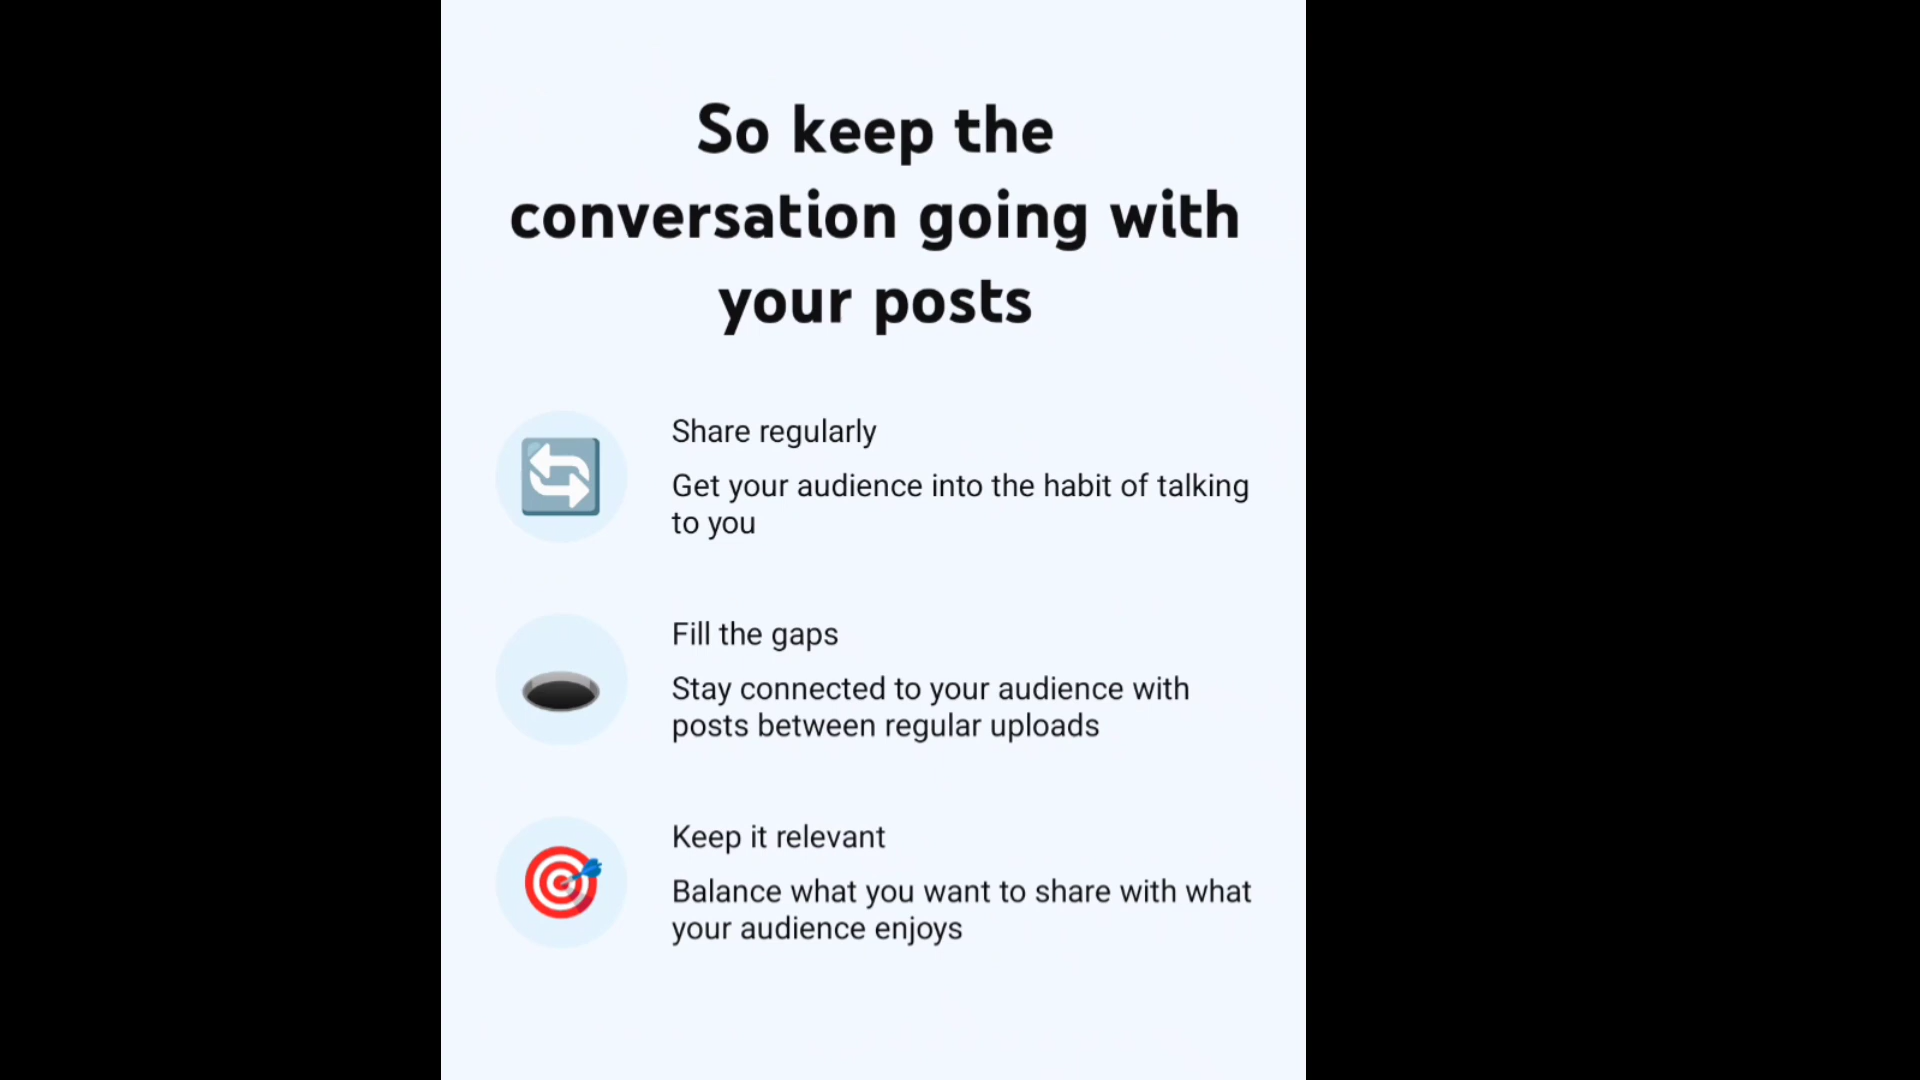 So keep the
conversation going with
your posts
Share regularly
Get your audience into the habit of talking
to you
Fill the gaps
Stay connected to your audience with
posts between regular uploads
Keep it relevant
Balance what you want to share with what
your audience enjoys